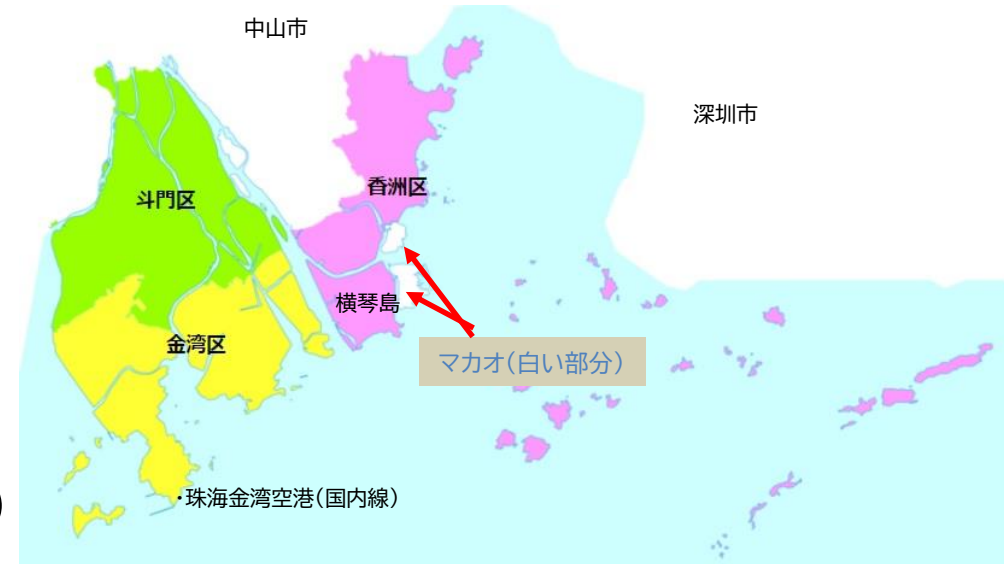 中山市
深圳市
香洲区
斗門区
横琴島
金湾区
マカオ(白い部分)
・珠海金湾空港(国内線)
)